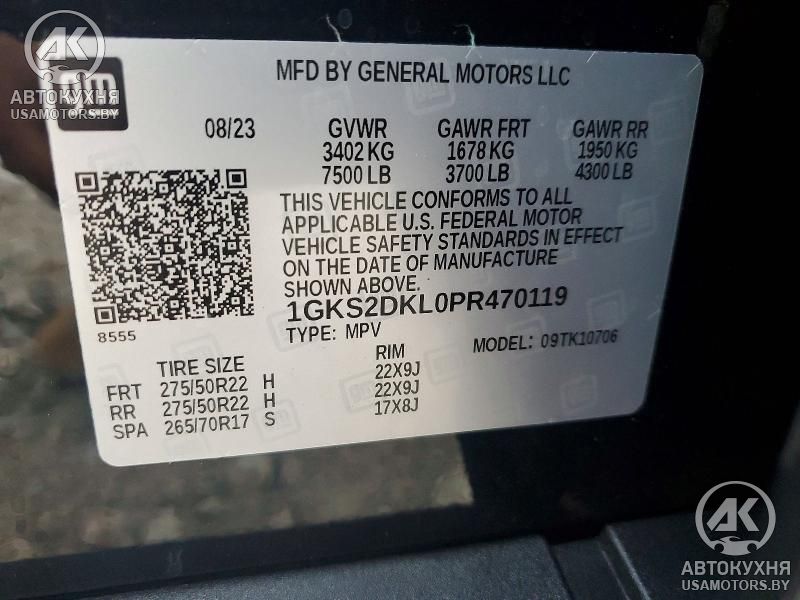 АК
gm
АВТОКУХНЯ
USAMOTORS.BY
MFD BY GENERAL MOTORS LLC
08/23 GVWR GAWR FRT GAWR RR
3402 KG 1678 KG 1950 KG
7500 LB 3700 LB 4300 LB
THIS VEHICLE CONFORMS TO ALL
APPLICABLE U.S. FEDERAL MOTOR
VEHICLE SAFETY STANDARDS IN EFFECT
ON THE DATE OF MANUFACTURE
SHOWN ABOVE.
1GKS2DKL0PR470119
8555 TYPE: MPV MODEL: 09TK10706
TIRE SIZE RIM
FRT 275/50R22 H 22X9J
RR 275/50R22 H 22X9J
SPA 265/70R17 S 17X8J
АК
АВТОКУХНЯ
USAMOTORS.BY